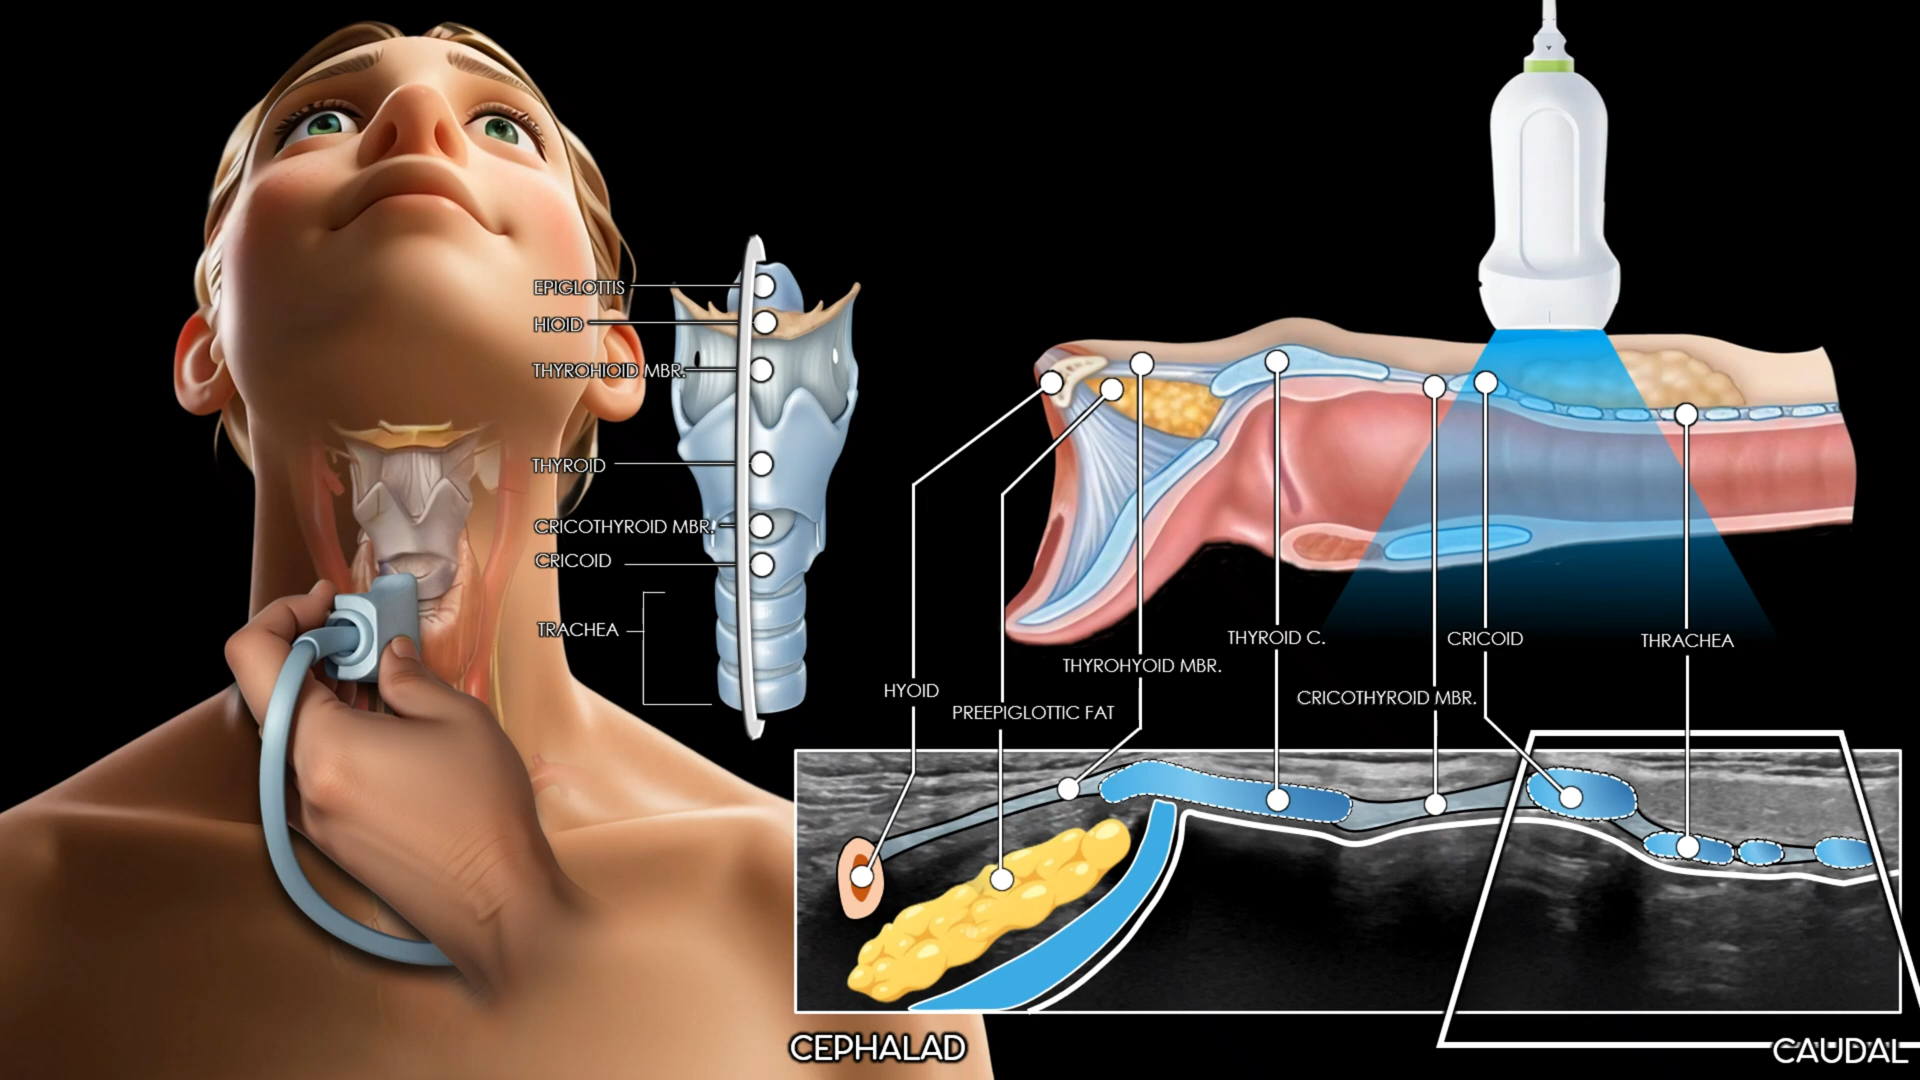 EPIGLOTTIS
HIOID
THYROHIOID MBR.
THYROID
CRICOTHYROID MBR.
CRICOID
TRACHEA
THYROID C.
CRICOID
THRACHEA
THYROHYOID MBR.
HYOID
CRICOTHYROID MBR.
PREEPIGLOTTIC FAT
CEPHALAD
CAUDAL